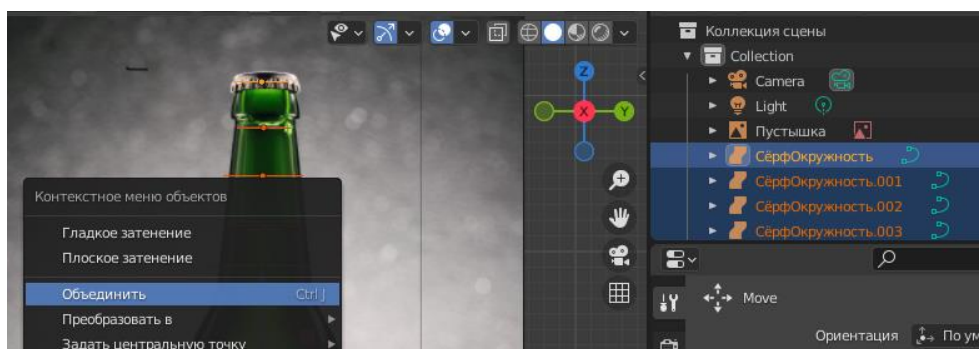 Коллекция сцены
Collection
Camera
Light
Пустышка
СёрфОкружность
СёрфОкружность.001
СёрфОкружность.002
СёрфОкружность.003
Z
X
Y
Контекстное меню объектов
Гладкое затенение
Плоское затенение
Объединить Ctrl J
Преобразовать в
Задать центральную точку
Move
Ориентация По ум